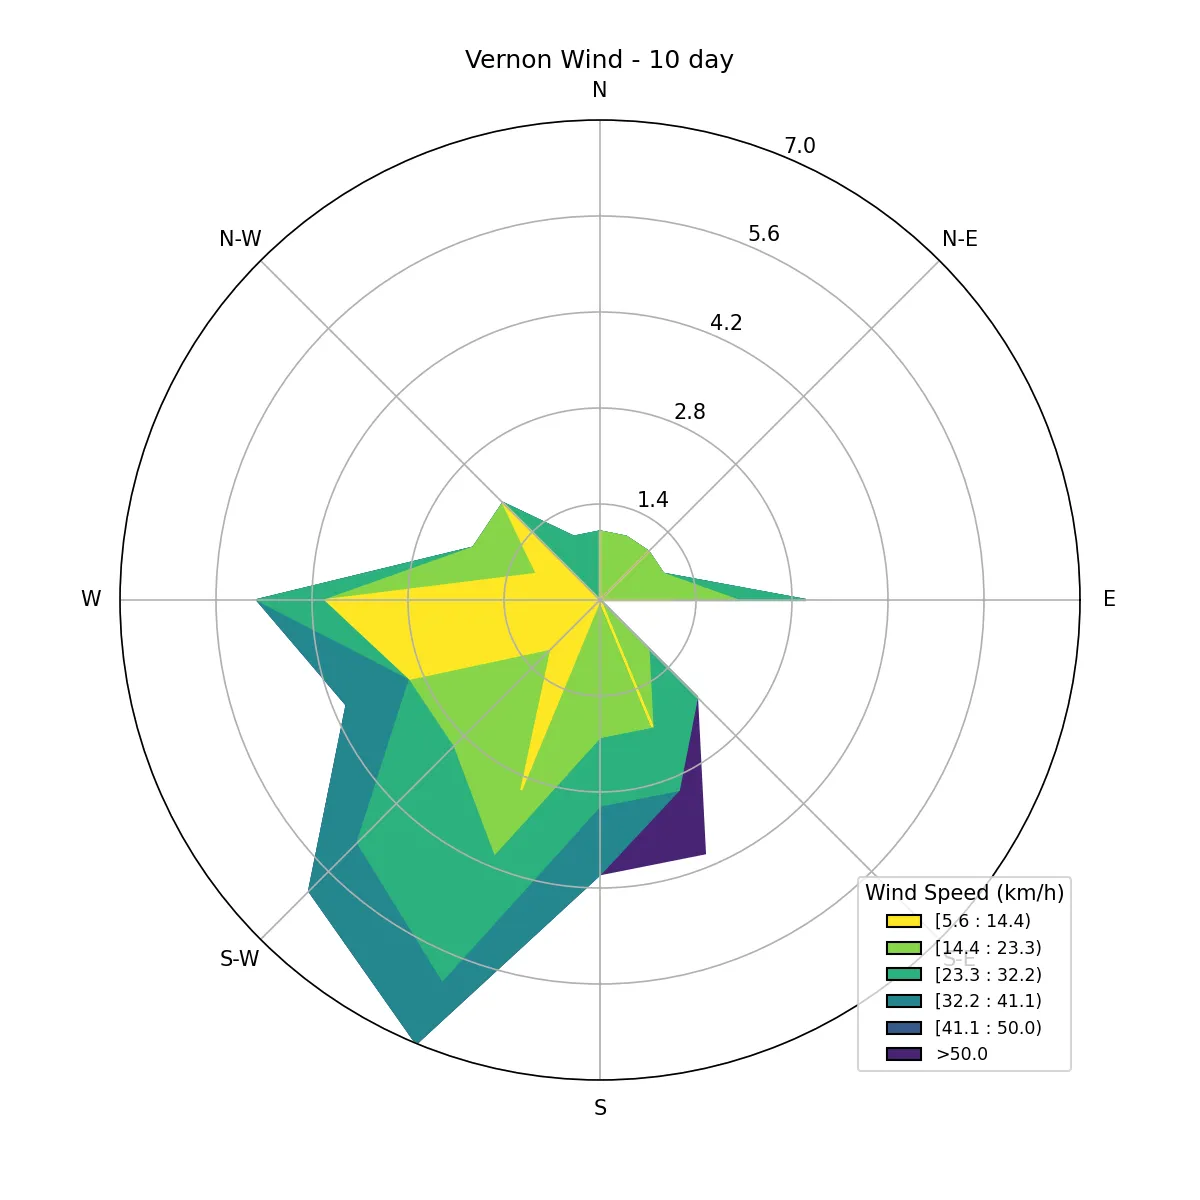 Vernon Wind - 10 day
N
7.0
5.6
N-W
N-E
4.2
2.8
1.4
W
E
Wind Speed (km/h)
[5.6 : 14.4)
[14.4 : 23.3)
S-W
S-E
[23.3 : 32.2)
[32.2 : 41.1)
[41.1 : 50.0)
>50.0
S